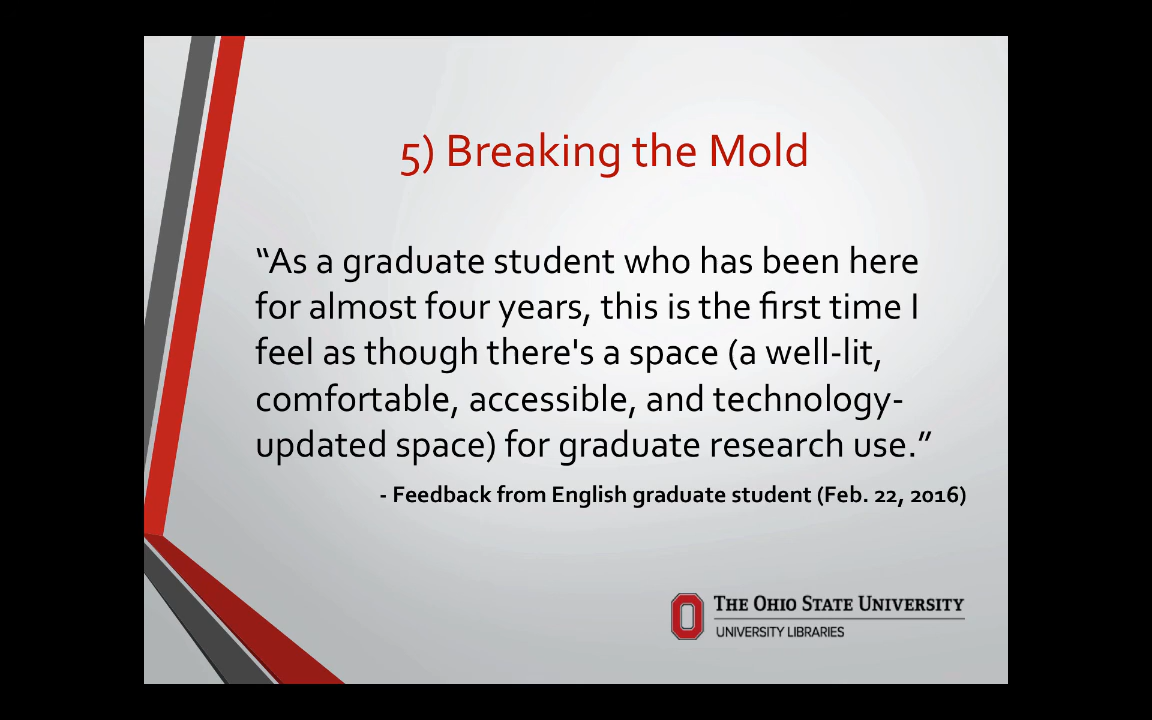 5) Breaking the Mold
“As a graduate student who has been here
for almost four years, this is the first time I
feel as though there's a space (a well-lit,
comfortable, accessible, and technology-
updated space) for graduate research use.”
- Feedback from English graduate student (Feb. 22, 2016)
THE OHIO STATE UNIVERSITY
UNIVERSITY LIBRARIES